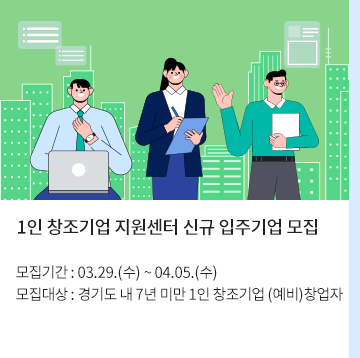 1인 창조기업 지원센터 신규 입주기업 모집
모집기간 : 03.29.(수) ~ 04.05.(수)
모집대상 : 경기도 내 7년 미만 1인 창조기업 (예비)창업자